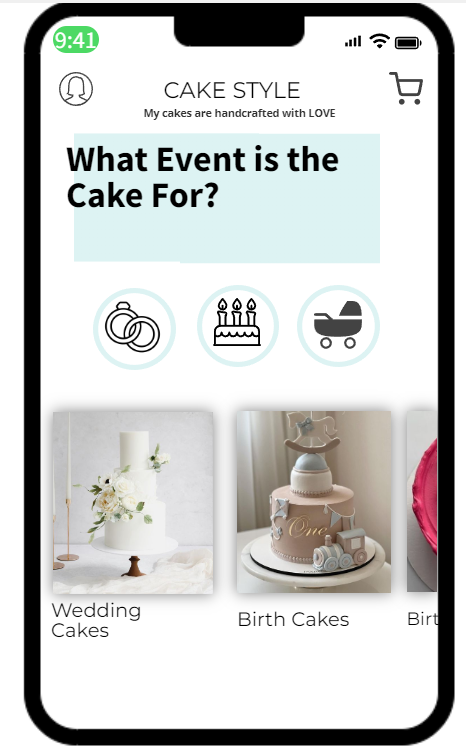 9:41
CAKE STYLE
My cakes are handcrafted with LOVE
What Event is the
Cake For?
One
Wedding
Cakes
Birth Cakes
Birt